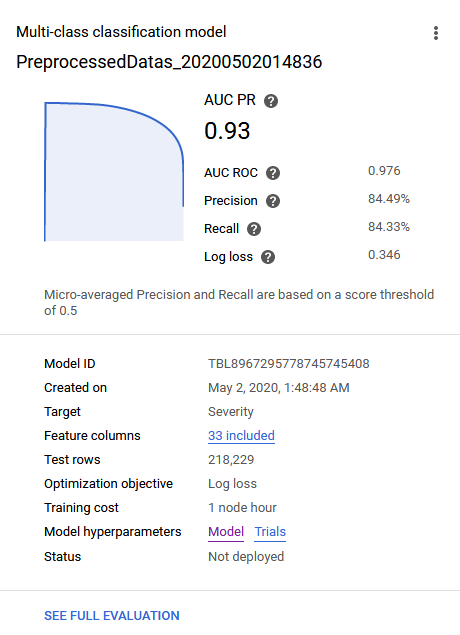 Multi-class classification model
PreprocessedDatas_20200502014836
AUC PR
0.93
AUC ROC 0.976
Precision 84.49%
Recall 84.33%
Log loss 0.346
Micro-averaged Precision and Recall are based on a score threshold
of 0.5
Model ID TBL8967295778745745408
Created on May 2, 2020, 1:48:48 AM
Target Severity
Feature columns 33 included
Test rows 218,229
Optimization objective Log loss
Training cost 1 node hour
Model hyperparameters Model Trials
Status Not deployed
SEE FULL EVALUATION